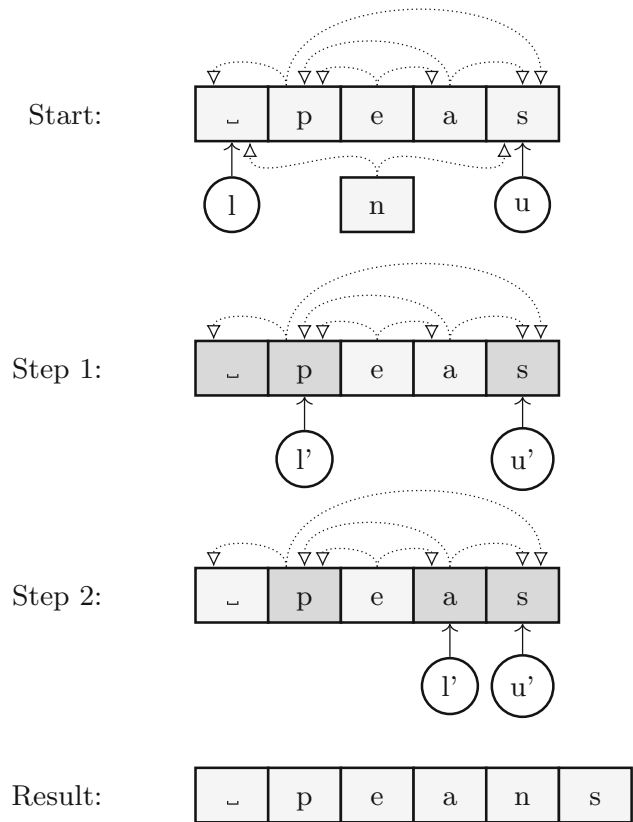 Start: ␣ p e a s
l n u
Step 1: ␣ p e a s
l’ u’
Step 2: ␣ p e a s
l’ u’
Result: ␣ p e a n s